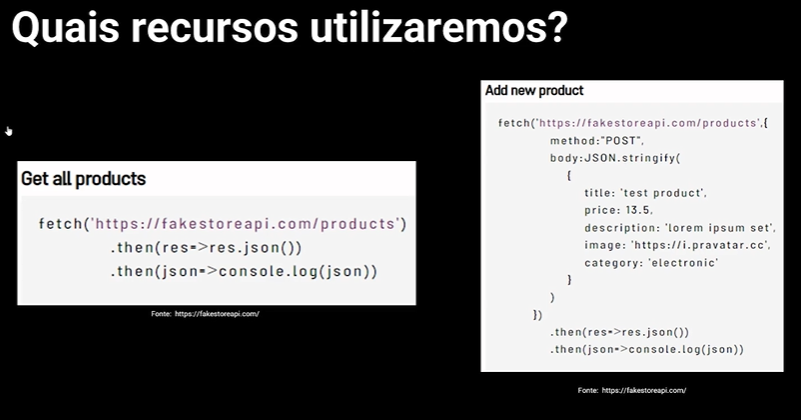 Quais recursos utilizaremos?
Get all products
fetch('https://fakestoreapi.com/products')
.then(res=>res.json())
.then(json=>console.log(json))
Fonte: https://fakestoreapi.com/
Add new product
fetch('https://fakestoreapi.com/products',{
method:"POST",
body:JSON.stringify(
{
title: 'test product',
price: 13.5,
description: 'lorem ipsum set',
image: 'https://i.pravatar.cc',
category: 'electronic'
}
)
})
.then(res=>res.json())
.then(json=>console.log(json))
Fonte: https://fakestoreapi.com/